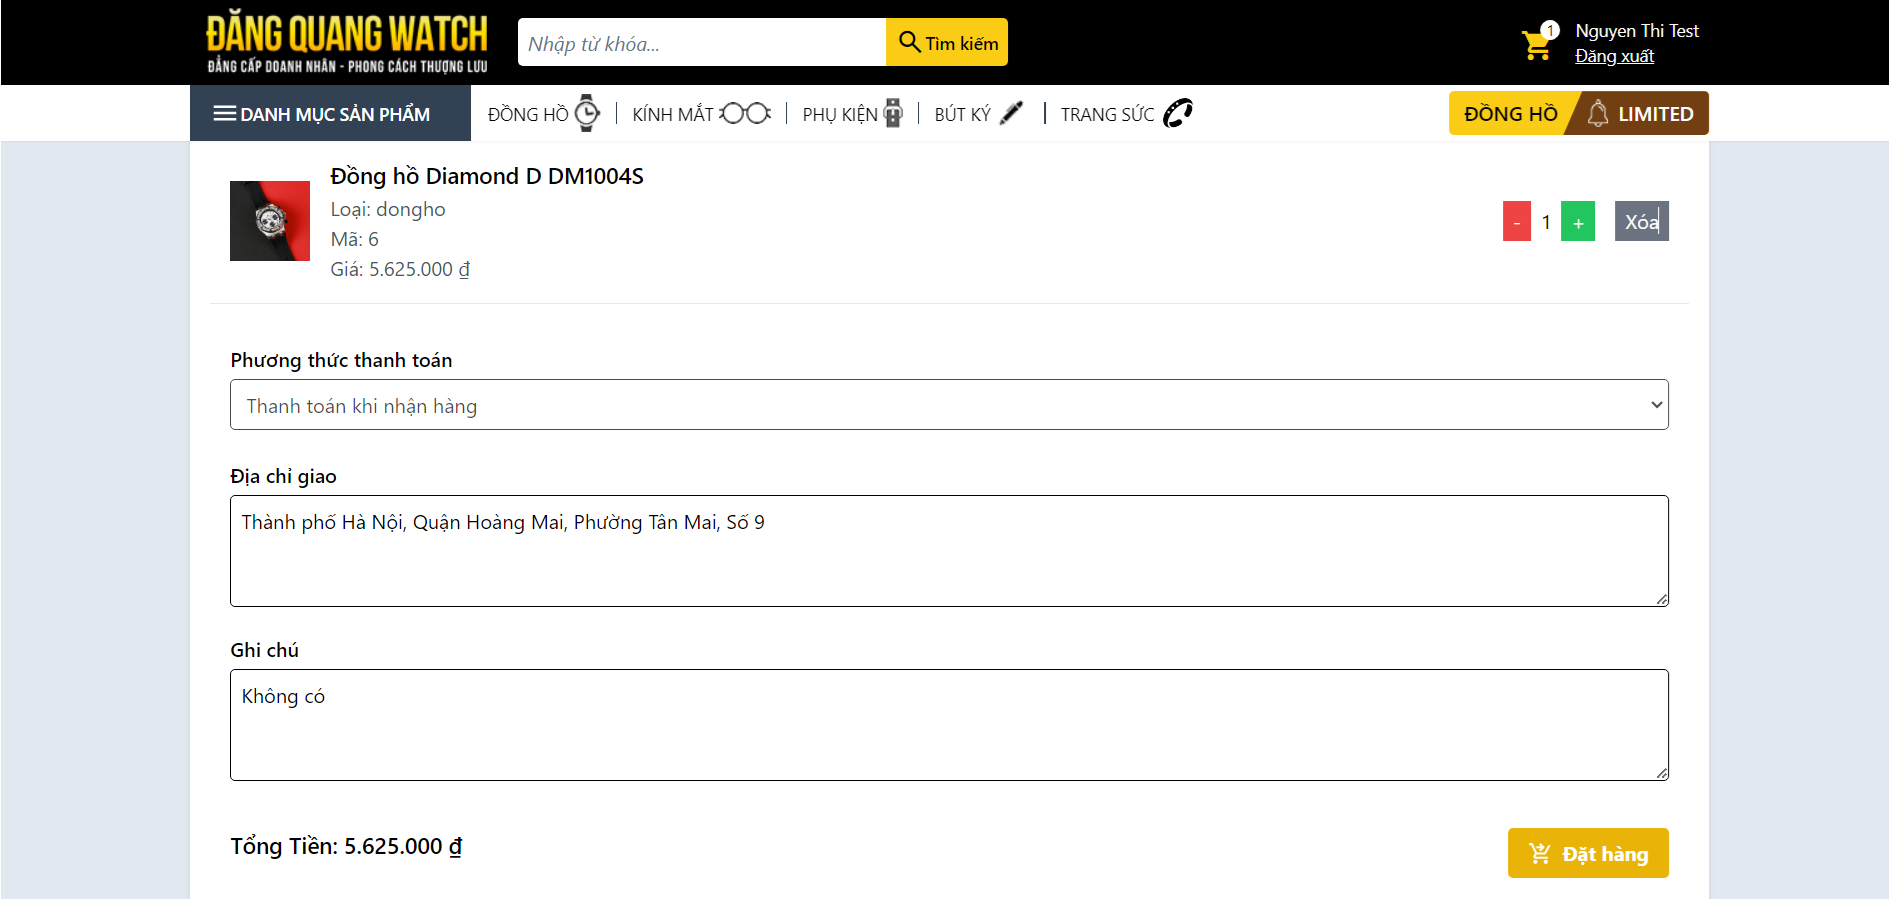 ĐĂNG QUANG WATCH
ĐẲNG CẤP DOANH NHÂN - PHONG CÁCH THƯỢNG LƯU
Nhập từ khóa...
Tìm kiếm
1
Nguyen Thi Test
Đăng xuất
DANH MỤC SẢN PHẨM
ĐỒNG HỒ
KÍNH MẮT
PHỤ KIỆN
BÚT KÝ
TRANG SỨC
ĐỒNG HỒ
LIMITED
Đồng hồ Diamond D DM1004S
Loại: dongho
Mã: 6
Giá: 5.625.000 ₫
- 1 +
Xóa
Phương thức thanh toán
Thanh toán khi nhận hàng
Địa chỉ giao
Thành phố Hà Nội, Quận Hoàng Mai, Phường Tân Mai, Số 9
Ghi chú
Không có
Tổng Tiền: 5.625.000 ₫
Đặt hàng